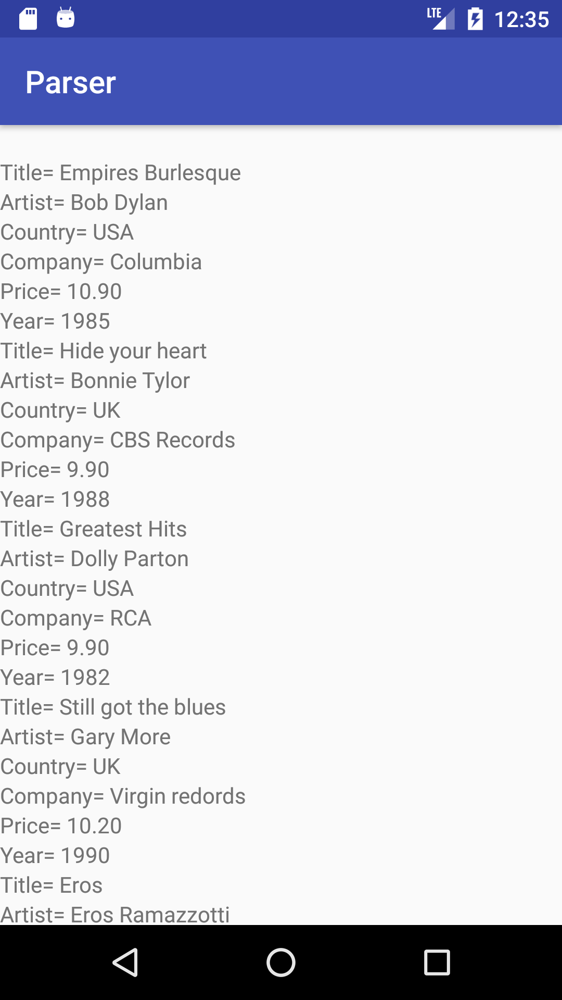 LTE 12:35
Parser
Title= Empires Burlesque
Artist= Bob Dylan
Country= USA
Company= Columbia
Price= 10.90
Year= 1985
Title= Hide your heart
Artist= Bonnie Tylor
Country= UK
Company= CBS Records
Price= 9.90
Year= 1988
Title= Greatest Hits
Artist= Dolly Parton
Country= USA
Company= RCA
Price= 9.90
Year= 1982
Title= Still got the blues
Artist= Gary More
Country= UK
Company= Virgin redords
Price= 10.20
Year= 1990
Title= Eros
Artist= Eros Ramazzotti